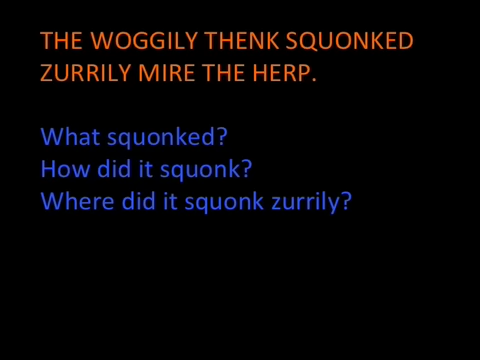 THE WOGGILY THENK SQUONKED
ZURRILY MIRE THE HERP.
What squonked?
How did it squonk?
Where did it squonk zurrily?